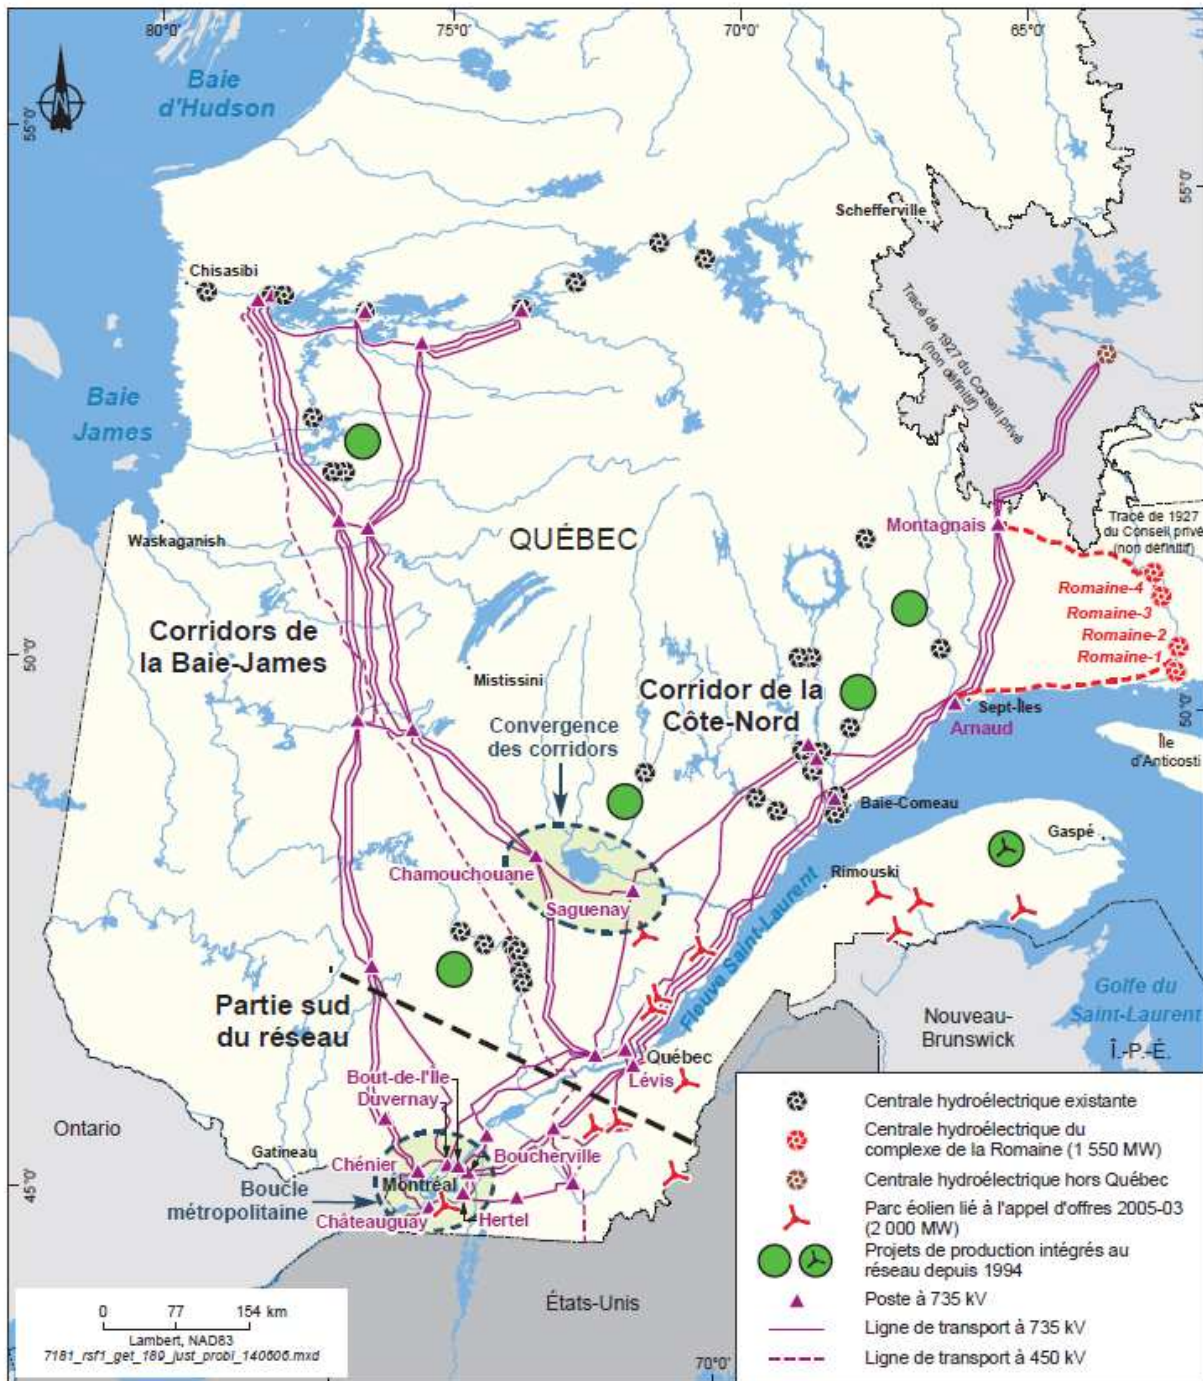 80°0'
75°0'
70°0'
65°0'
Baie
d'Hudson
55°0'
55°0'
Schefferville
Chisasibi
Tracé de 1927 du Conseil privé
(non définitif)
Baie
James
Montagnais
Tracé de 1927
du Conseil privé
(non définitif)
Waskaganish
QUÉBEC
Romaine-4
Romaine-3
Romaine-2
Romaine-1
Corridors de
la Baie-James
50°0'
Mistissini
Corridor de la
Côte-Nord
Sept-Îles
50°0'
Arnaud
Convergence
des corridors
Île
d'Anticosti
Baie-Comeau
Gaspé
Chamouchouane
Rimouski
Saguenay
Fleuve Saint-Laurent
Partie sud
du réseau
Golfe du
Saint-Laurent
Nouveau-
Brunswick
Î.-P.-É.
Québec
Lévis
Bout-de-l'Ile
Duvernay
Ontario
Gatineau
Chénier
Boucherville
Montréal
45°0'
Boucle
métropolitaine
Châteauguay
Hertel
États-Unis
70°0'
0 77 154 km
Lambert, NAD83
7181_rsf1_get_189_just_probl_140606.mxd
Centrale hydroélectrique existante
Centrale hydroélectrique du
complexe de la Romaine (1 550 MW)
Centrale hydroélectrique hors Québec
Parc éolien lié à l'appel d'offres 2005-03
(2 000 MW)
Projets de production intégrés au
réseau depuis 1994
Poste à 735 kV
Ligne de transport à 735 kV
Ligne de transport à 450 kV